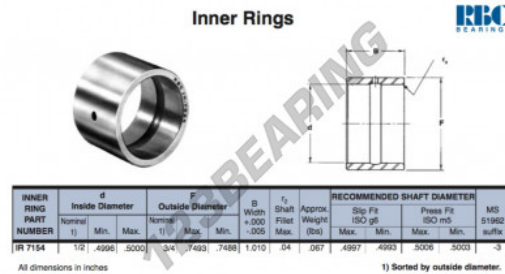 Inner Rings
RBC
BEARINGS
123BEARING
B
d
F
INNER RING PART NUMBER
d Inside Diameter
F Outside Diameter
B Width +.000 -.005
Shaft Fillet Max.
Approx. Weight (lbs)
RECOMMENDED SHAFT DIAMETER
Slip Fit ISO g6
Press Fit ISO m5
MS 51962 suffix
Nominal 1) Min. Max. Nominal 1) Max. Min. Max. Min. Max. Min.
IR 7154 1/2 .4996 .5000 3/4 .7493 .7488 1.010 .04 .067 .4997 .4993 .5006 .5003 -3
All dimensions in inches
1) Sorted by outside diameter.